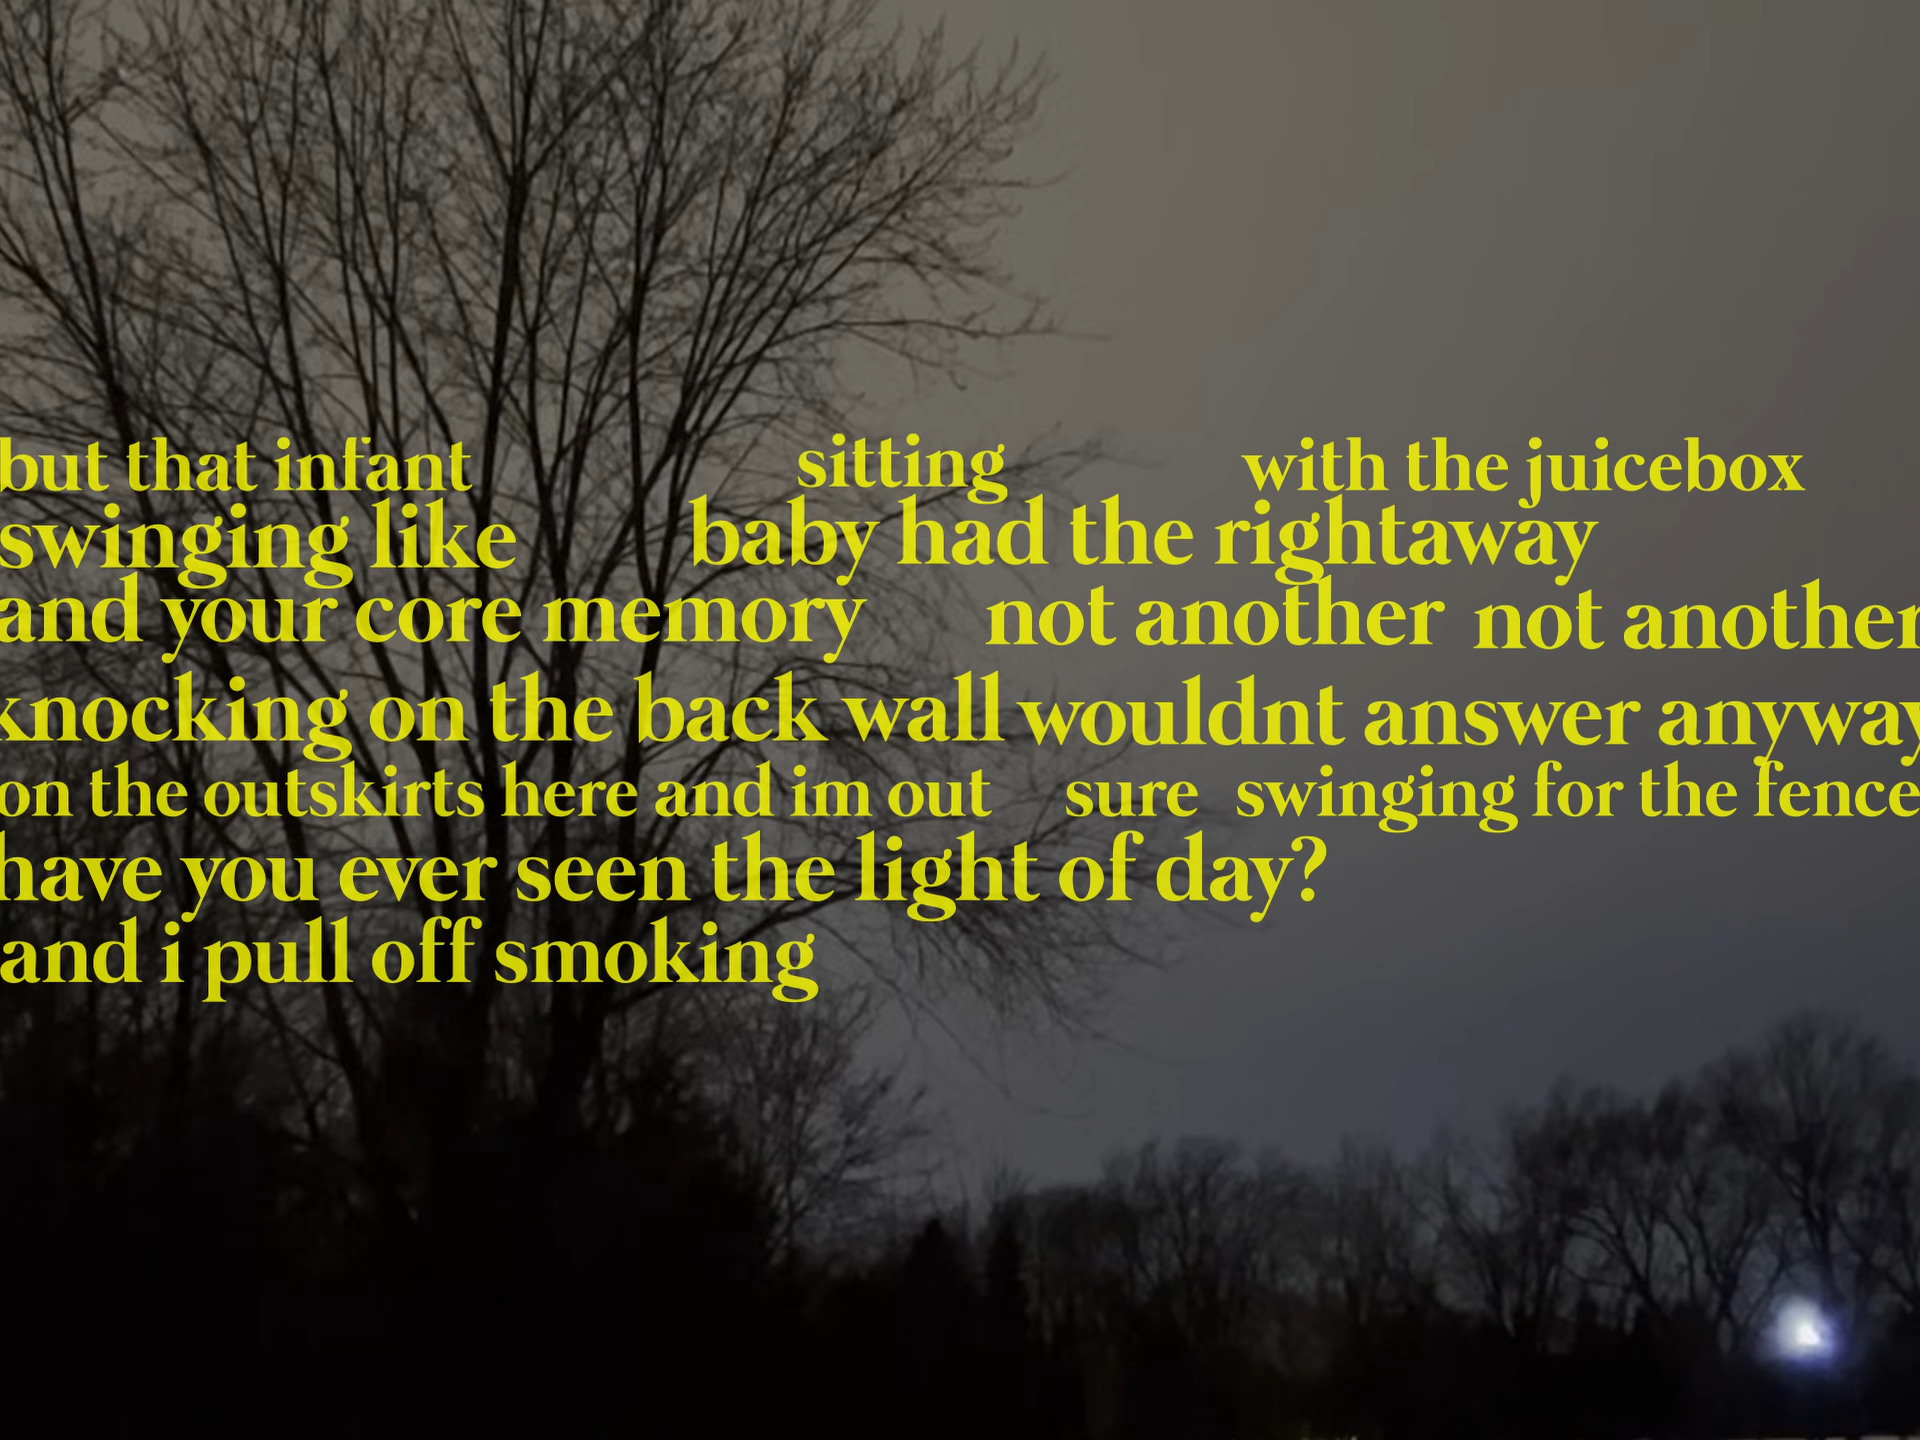 but that infant sitting with the juicebox
swinging like baby had the rightaway
and your core memory not another not another
knocking on the back wall wouldnt answer anyway
on the outskirts here and im out sure swinging for the fence
have you ever seen the light of day?
and i pull off smoking